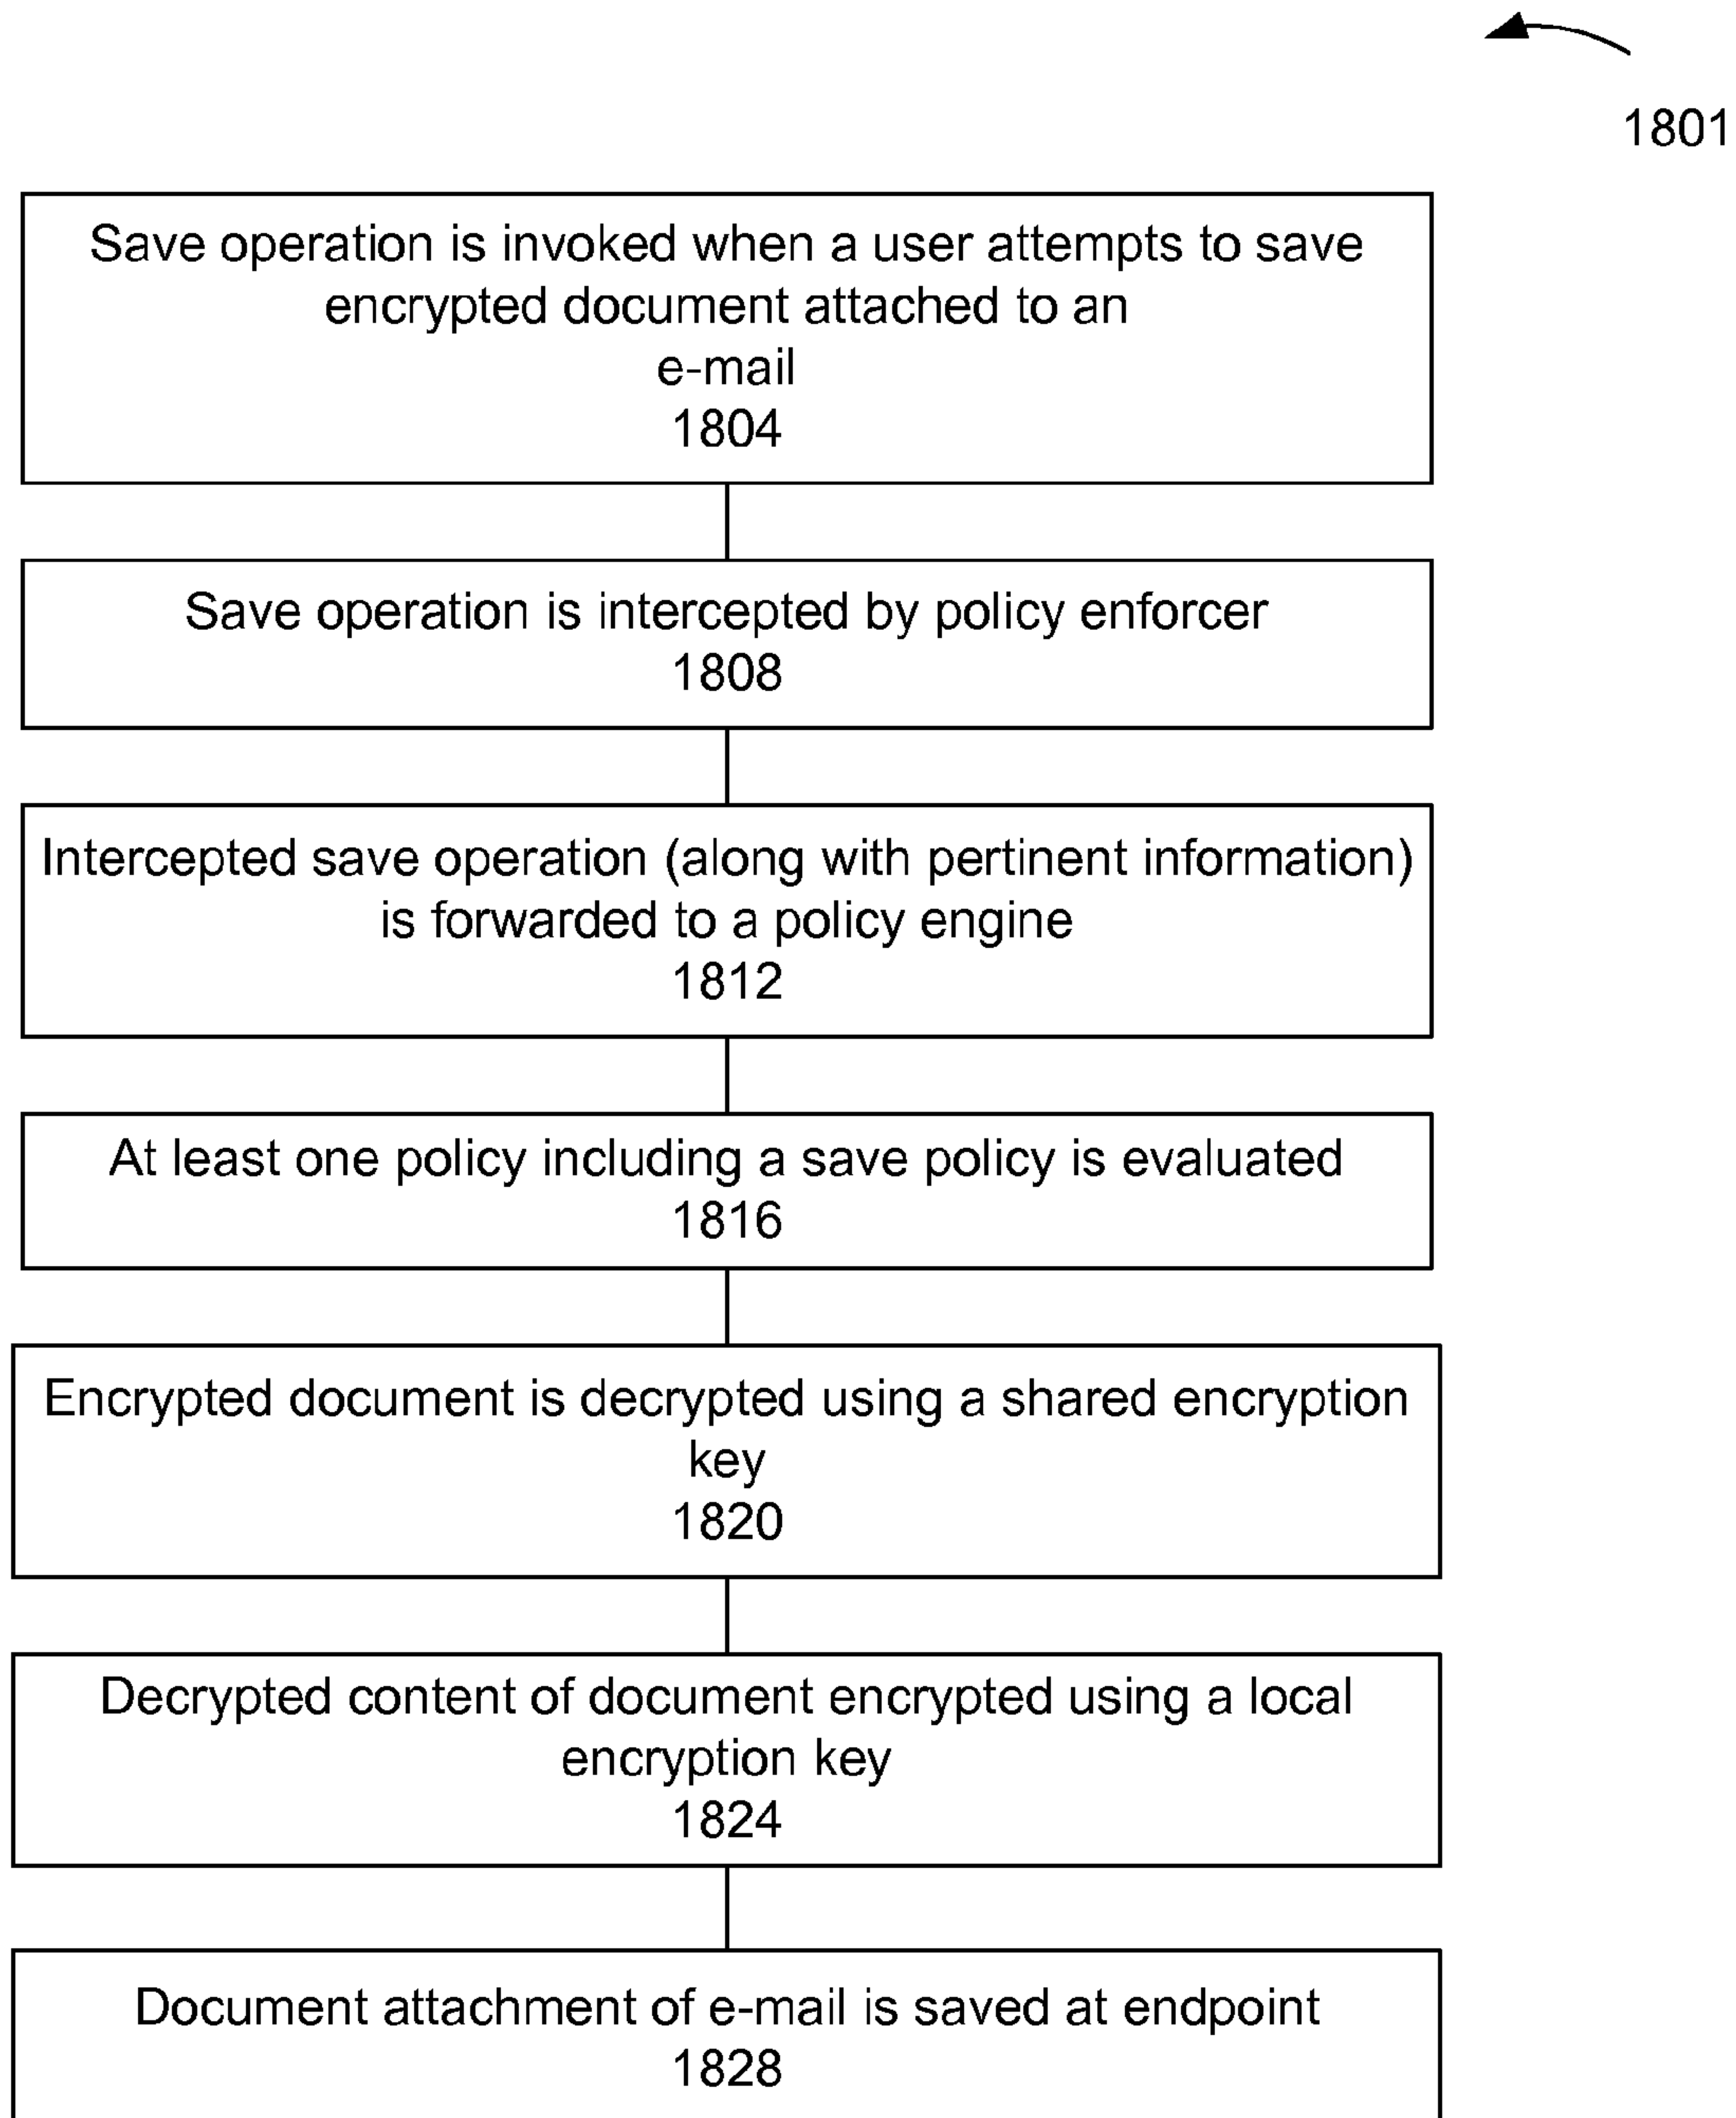 1801
Save operation is invoked when a user attempts to save
encrypted document attached to an
e-mail
1804
Save operation is intercepted by policy enforcer
1808
Intercepted save operation (along with pertinent information)
is forwarded to a policy engine
1812
At least one policy including a save policy is evaluated
1816
Encrypted document is decrypted using a shared encryption
key
1820
Decrypted content of document encrypted using a local
encryption key
1824
Document attachment of e-mail is saved at endpoint
1828